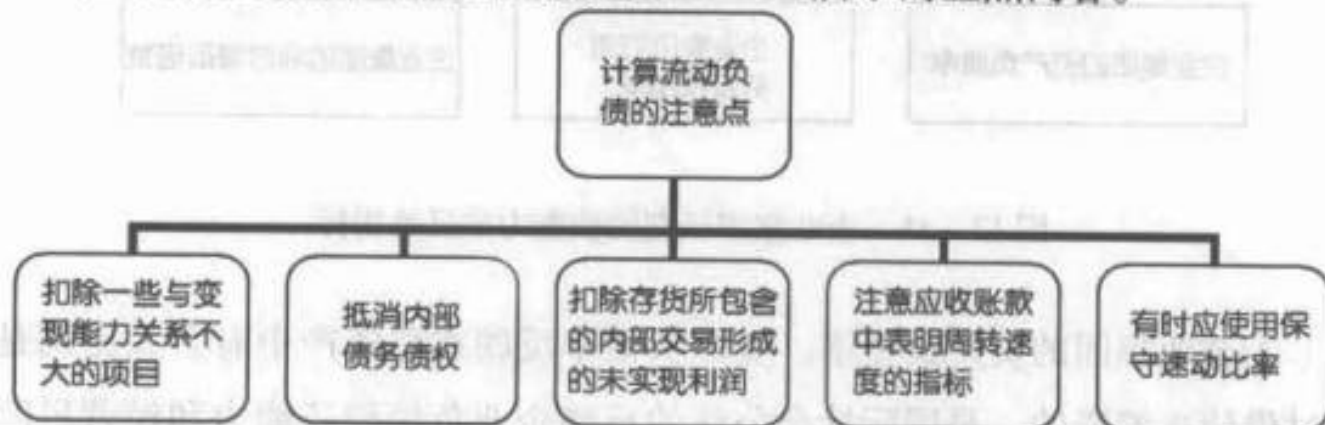 计算流动负
债的注意点
扣除一些与变
现能力关系不
大的项目
抵消内部
债务债权
扣除存货所包含
的内部交易形成
的未实现利润
注意应收账款
中表明周转速
度的指标
有时应使用保
守速动比率